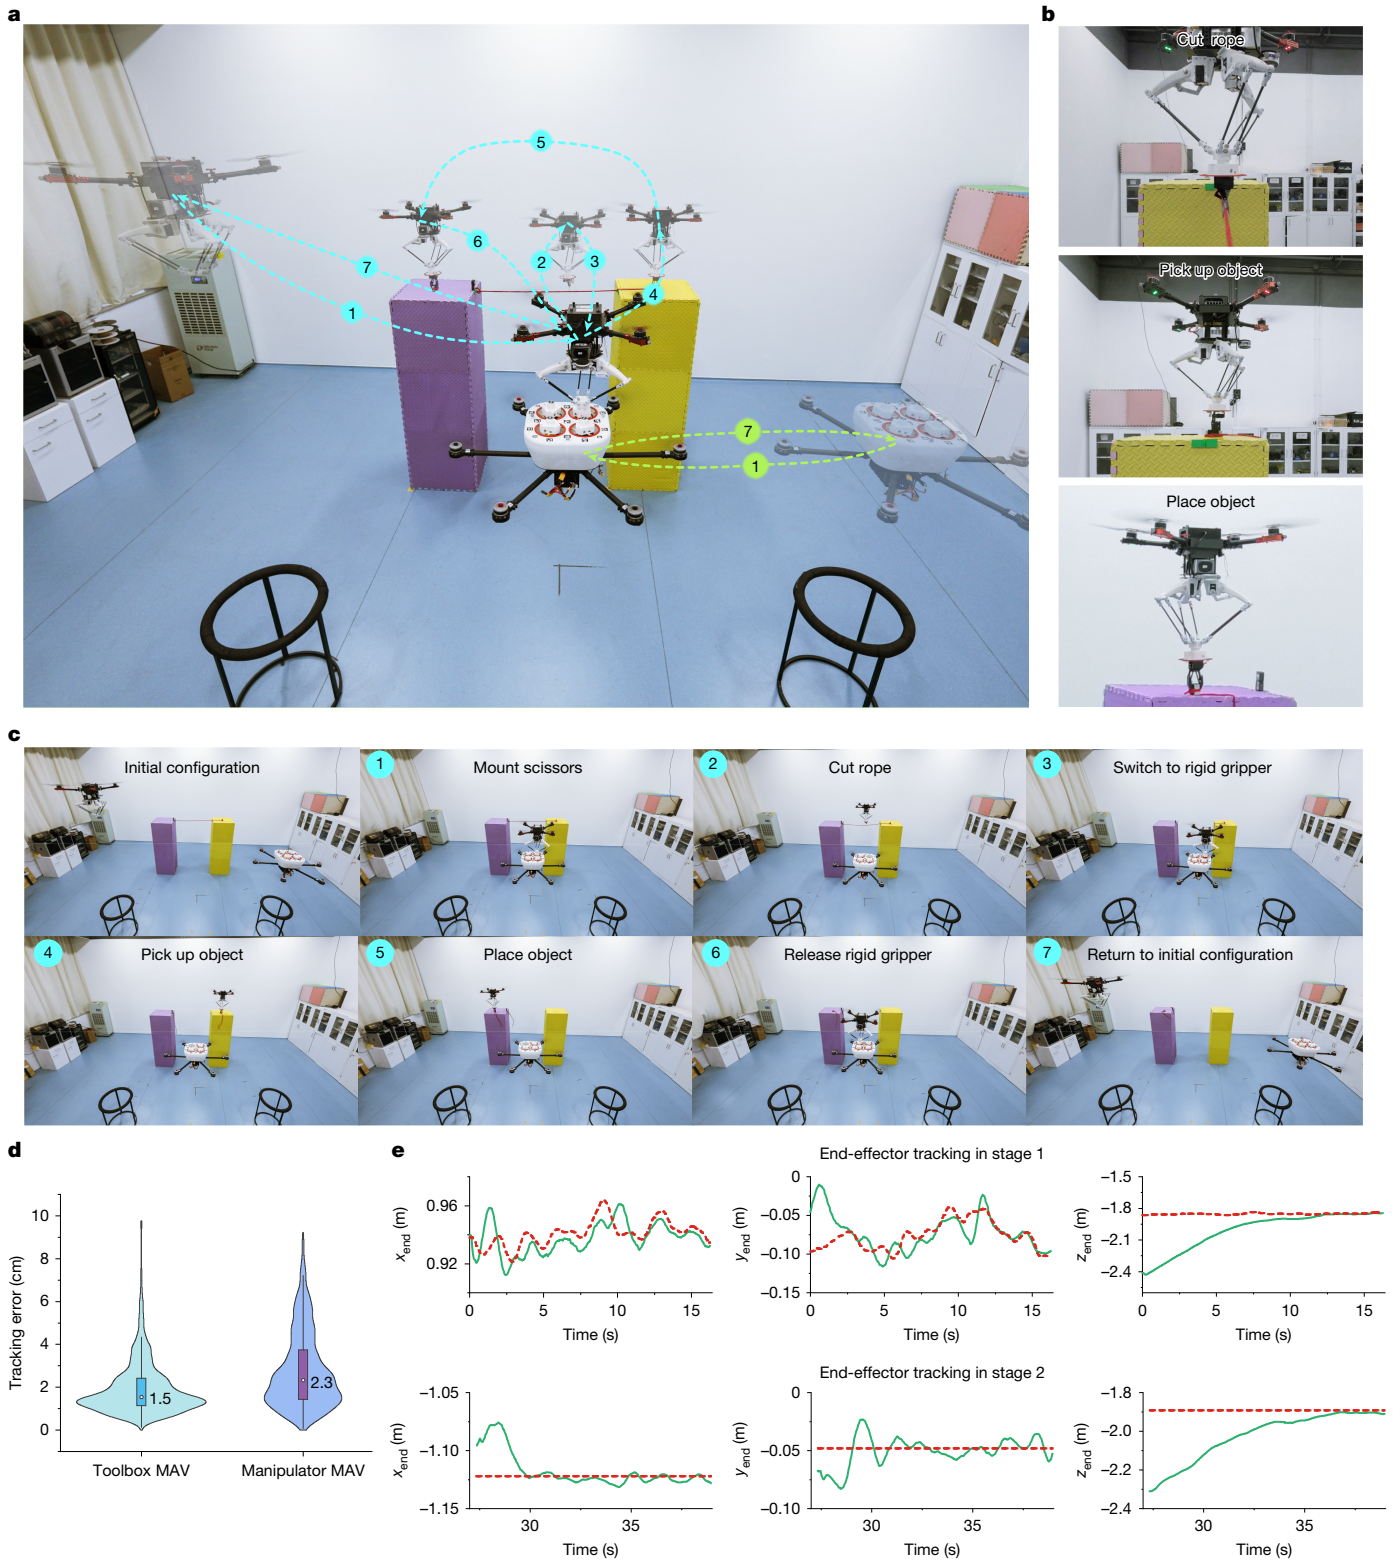 a
5
6
2
3
7
4
1
7
1
b
Cut rope
Pick up object
Place object
c
Initial configuration
1
Mount scissors
2
Cut rope
3
Switch to rigid gripper
4
Pick up object
5
Place object
6
Release rigid gripper
7
Return to initial configuration
d
Tracking error (cm)
10
8
6
4
2
0
1.5
2.3
Toolbox MAV
Manipulator MAV
e
End-effector tracking in stage 1
x end (m)
0.96
0.92
0
5
10
15
Time (s)
y end (m)
0
–0.05
–0.10
–0.15
0
5
10
15
Time (s)
z end (m)
–1.5
–1.8
–2.1
–2.4
0
5
10
15
Time (s)
End-effector tracking in stage 2
x end (m)
–1.05
–1.10
–1.15
30
35
Time (s)
y end (m)
0
–0.05
–0.10
30
35
Time (s)
z end (m)
–1.8
–2.0
–2.2
–2.4
30
35
Time (s)